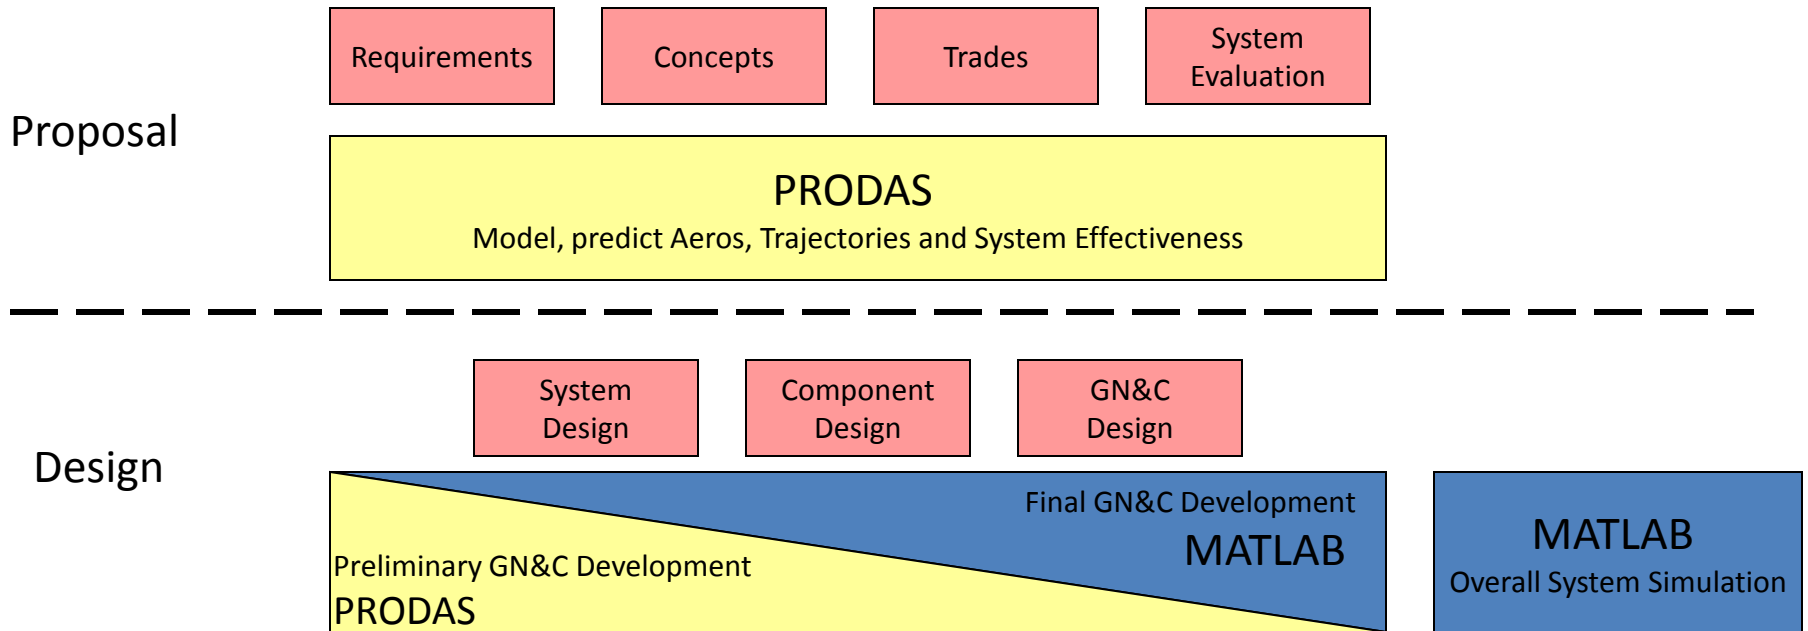 Proposal
Requirements
Concepts
Trades
System
Evaluation
PRODAS
Model, predict Aeros, Trajectories and System Effectiveness
Design
System
Design
Component
Design
GN&C
Design
Final GN&C Development
MATLAB
Preliminary GN&C Development
PRODAS
MATLAB
Overall System Simulation